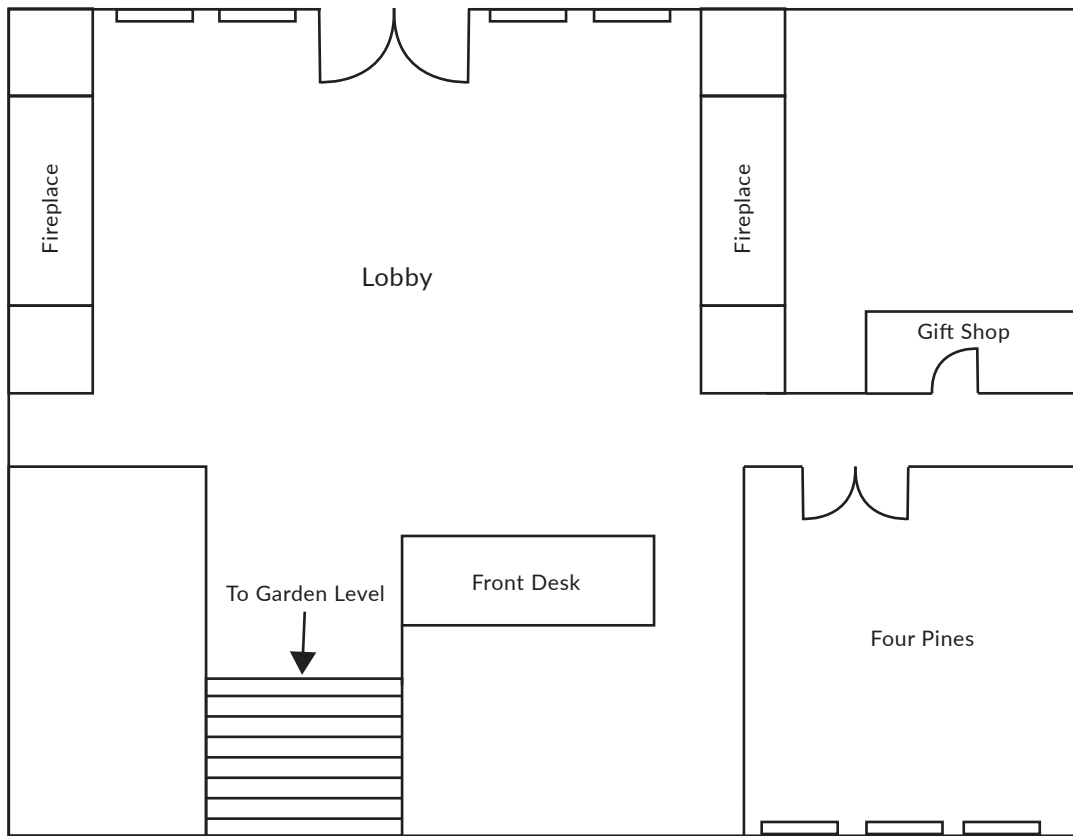 Fireplace
Fireplace
Lobby
Gift Shop
To Garden Level
Front Desk
Four Pines